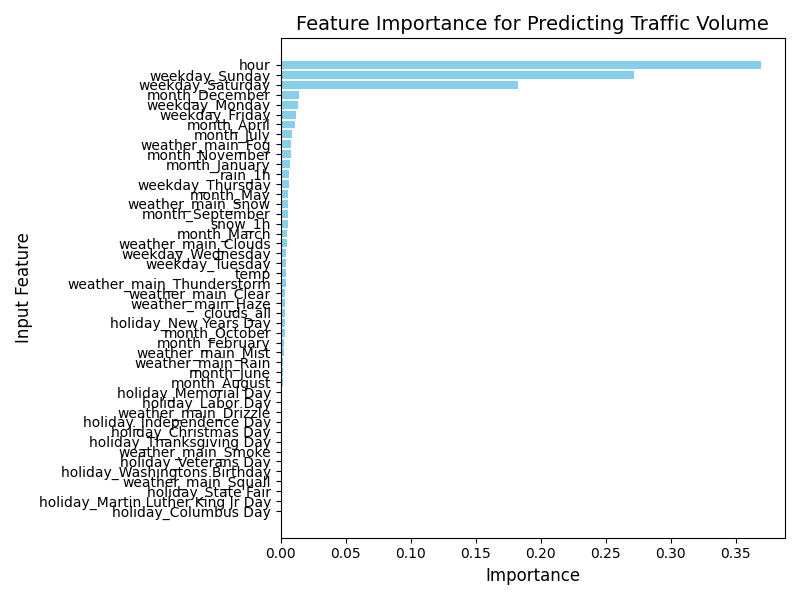 Feature Importance for Predicting Traffic Volume
hour
weekday_Sunday
weekday_Saturday
month_December
weekday_Monday
weekday_Friday
month_April
month_July
weather_main_Fog
month_November
month_January
rain_1h
weekday_Thursday
month_May
weather_main_Snow
month_September
snow_1h
month_March
weather_main_Clouds
weekday_Wednesday
weekday_Tuesday
temp
weather_main_Thunderstorm
weather_main_Clear
weather_main_Haze
clouds_all
holiday_New Years Day
month_October
month_February
weather_main_Mist
weather_main_Rain
month_June
month_August
holiday_Memorial Day
holiday_Labor Day
weather_main_Drizzle
holiday_Independence Day
holiday_Christmas Day
holiday_Thanksgiving Day
weather_main_Smoke
holiday_Veterans Day
holiday_Washingtons Birthday
weather_main_Squall
holiday_State Fair
holiday_Martin Luther King Jr Day
holiday_Columbus Day
Input Feature
0.00 0.05 0.10 0.15 0.20 0.25 0.30 0.35
Importance